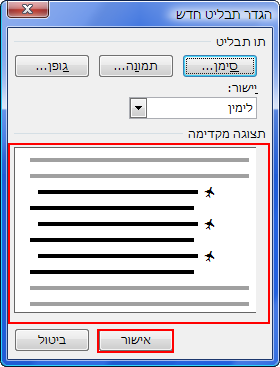 הגדר תבליט חדש
תו תבליט
סימן... תמונה... גופן...
יישור:
לימין
תצוגה מקדימה
אישור ביטול